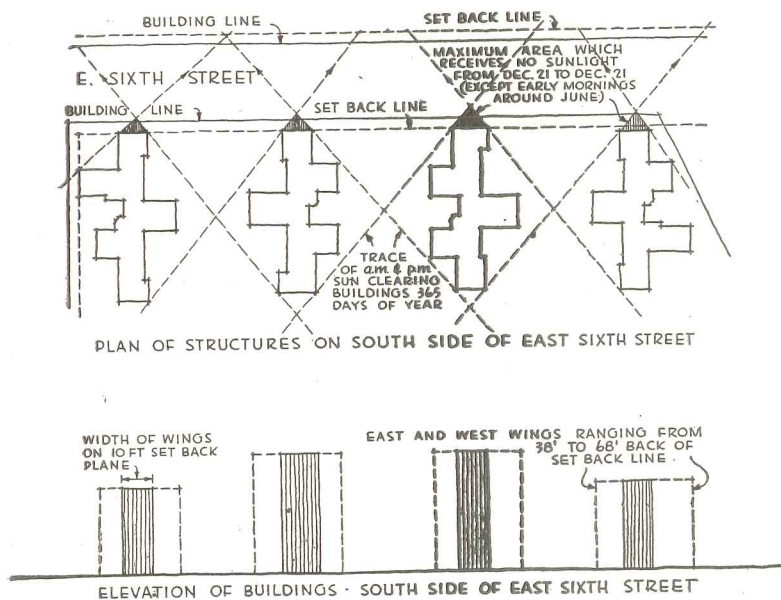 BUILDING LINE
SET BACK LINE
MAXIMUM AREA WHICH
RECEIVES NO SUNLIGHT
FROM DEC. 21 TO DEC. 21
(EXCEPT EARLY MORNINGS
AROUND JUNE)
E. SIXTH STREET
BUILDING LINE
SET BACK LINE
TRACE
OF a.m. & p.m.
SUN CLEARING
BUILDINGS 365
DAYS OF YEAR
PLAN OF STRUCTURES ON SOUTH SIDE OF EAST SIXTH STREET
WIDTH OF WINGS
ON 10 FT SET BACK
PLANE
EAST AND WEST WINGS RANGING FROM
38' TO 68' BACK OF
SET BACK LINE.
ELEVATION OF BUILDINGS - SOUTH SIDE OF EAST SIXTH STREET